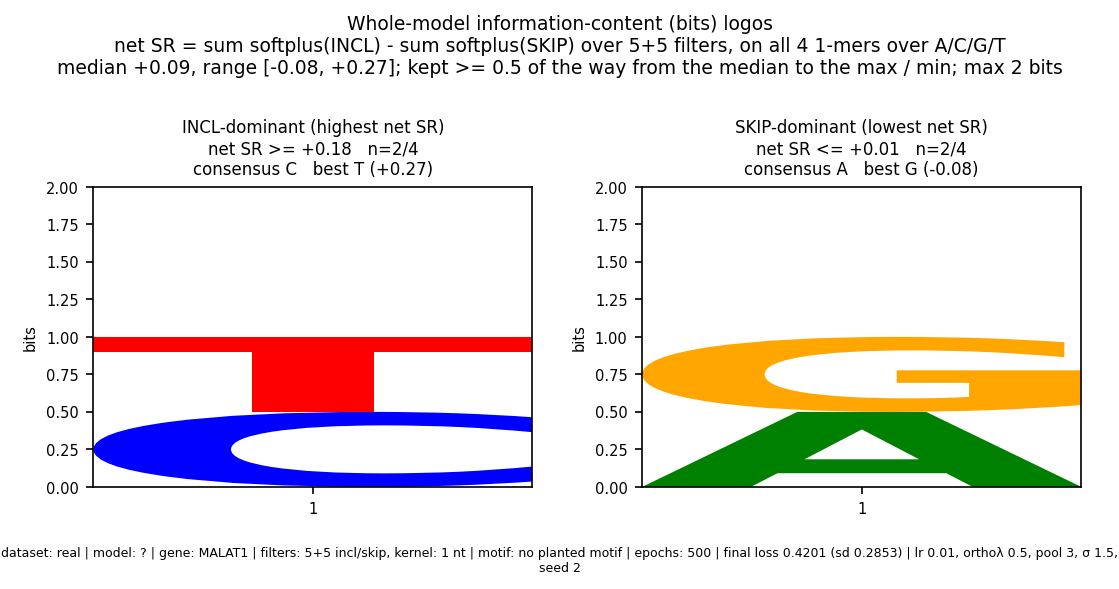 Whole-model information-content (bits) logos
net SR = sum softplus(INCL) - sum softplus(SKIP) over 5+5 filters, on all 4 1-mers over A/C/G/T
median +0.09, range [-0.08, +0.27]; kept >= 0.5 of the way from the median to the max / min; max 2 bits
INCL-dominant (highest net SR)
net SR >= +0.18   n=2/4
consensus C   best T (+0.27)
2.00
1.75
1.50
1.25
1.00
0.75
0.50
0.25
0.00
bits
T
C
1
SKIP-dominant (lowest net SR)
net SR <= +0.01   n=2/4
consensus A   best G (-0.08)
2.00
1.75
1.50
1.25
1.00
0.75
0.50
0.25
0.00
bits
G
A
1
dataset: real | model: ? | gene: MALAT1 | filters: 5+5 incl/skip, kernel: 1 nt | motif: no planted motif | epochs: 500 | final loss 0.4201 (sd 0.2853) | lr 0.01, orthoλ 0.5, pool 3, σ 1.5,
seed 2